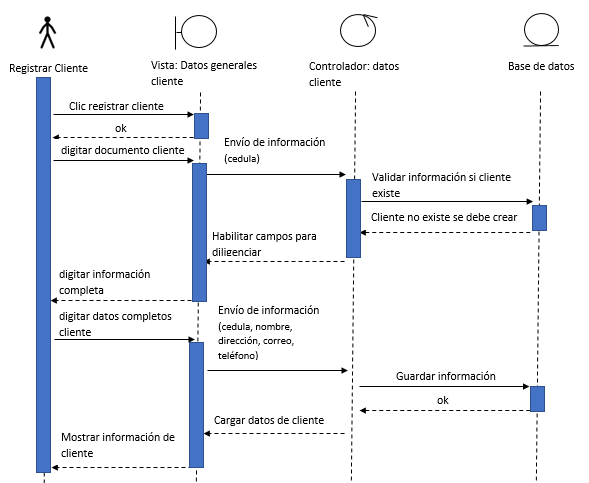 Registrar Cliente
Vista: Datos generales
cliente
Controlador: datos
cliente
Base de datos
Clic registrar cliente
ok
digitar documento cliente
Envío de información
(cedula)
Validar información si cliente
existe
Cliente no existe se debe crear
Habilitar campos para
diligenciar
digitar información
completa
digitar datos completos
cliente
Envío de información
(cedula, nombre,
dirección, correo,
teléfono)
Guardar información
ok
Cargar datos de cliente
Mostrar información de
cliente